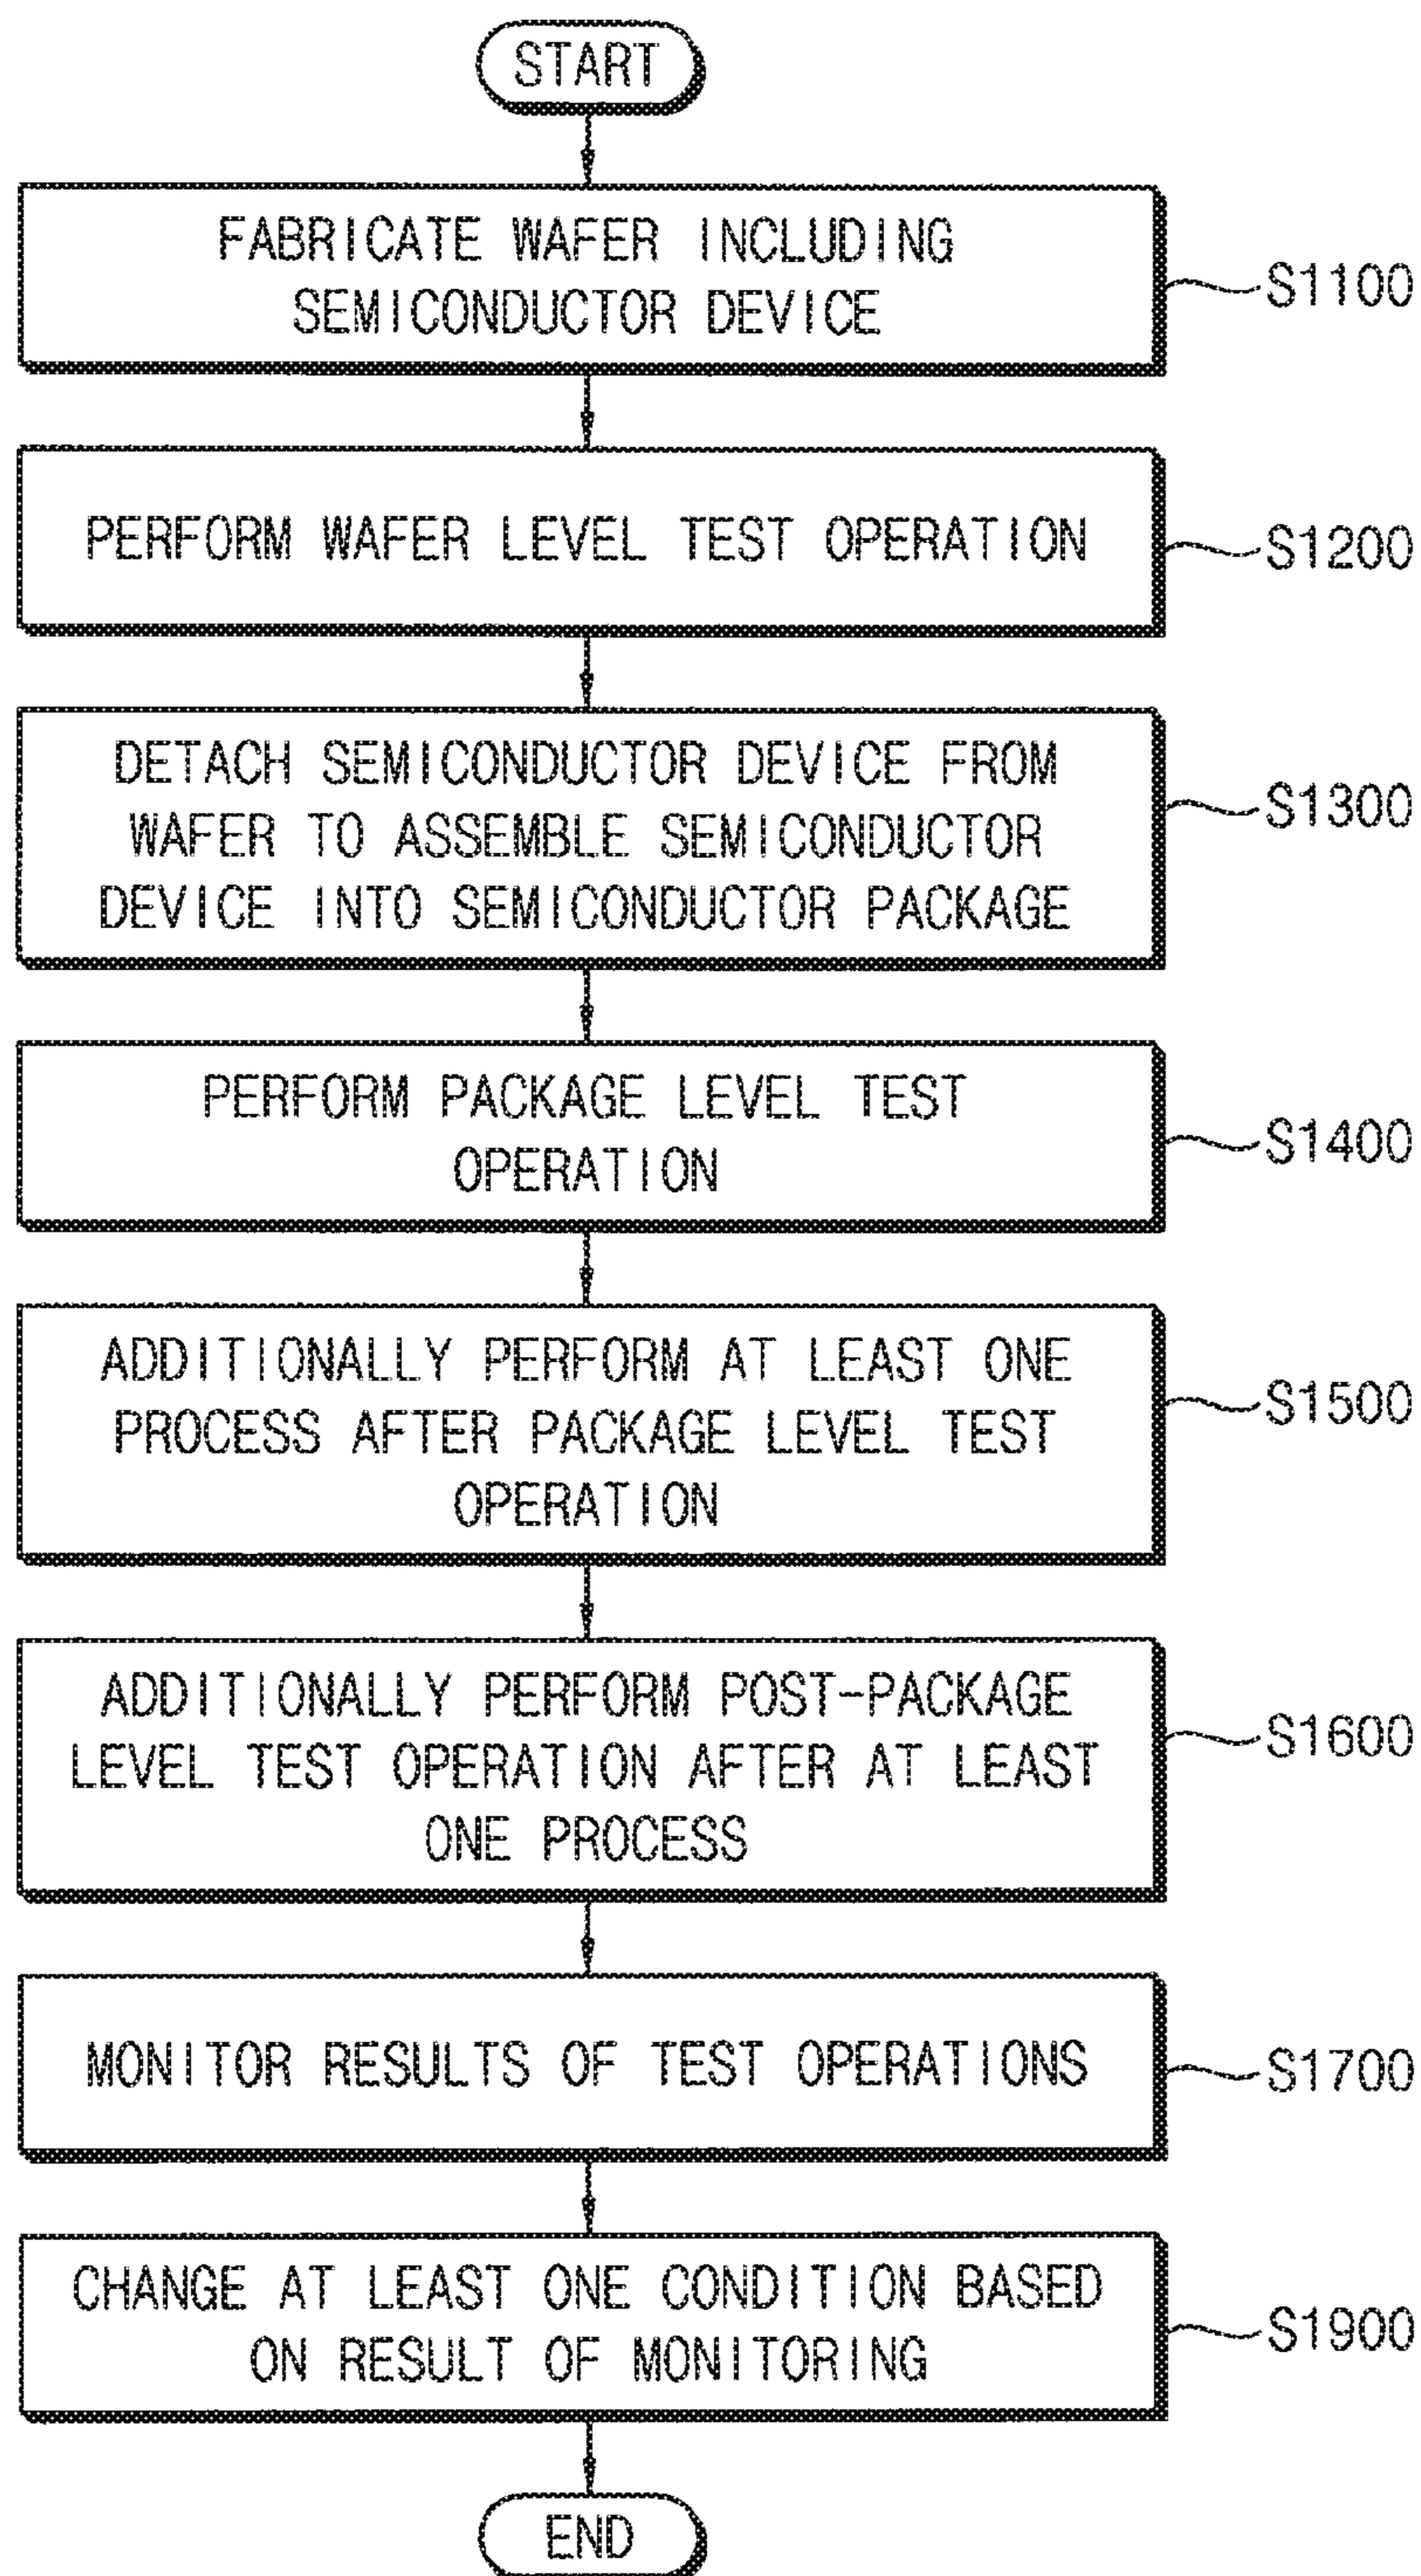 START
FABRICATE WAFER INCLUDING
SEMICONDUCTOR DEVICE
S1100
PERFORM WAFER LEVEL TEST OPERATION
S1200
DETACH SEMICONDUCTOR DEVICE FROM
WAFER TO ASSEMBLE SEMICONDUCTOR
DEVICE INTO SEMICONDUCTOR PACKAGE
S1300
PERFORM PACKAGE LEVEL TEST
OPERATION
S1400
ADDITIONALLY PERFORM AT LEAST ONE
PROCESS AFTER PACKAGE LEVEL TEST
OPERATION
S1500
ADDITIONALLY PERFORM POST-PACKAGE
LEVEL TEST OPERATION AFTER AT LEAST
ONE PROCESS
S1600
MONITOR RESULTS OF TEST OPERATIONS
S1700
CHANGE AT LEAST ONE CONDITION BASED
ON RESULT OF MONITORING
S1900
END